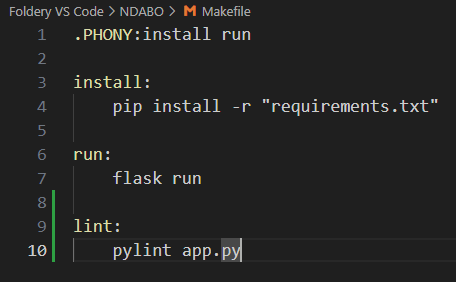 Foldery VS Code > NDABO > M Makefile
1 .PHONY:install run
2
3 install:
4     pip install -r "requirements.txt"
5
6 run:
7     flask run
8
9 lint:
10     pylint app.py